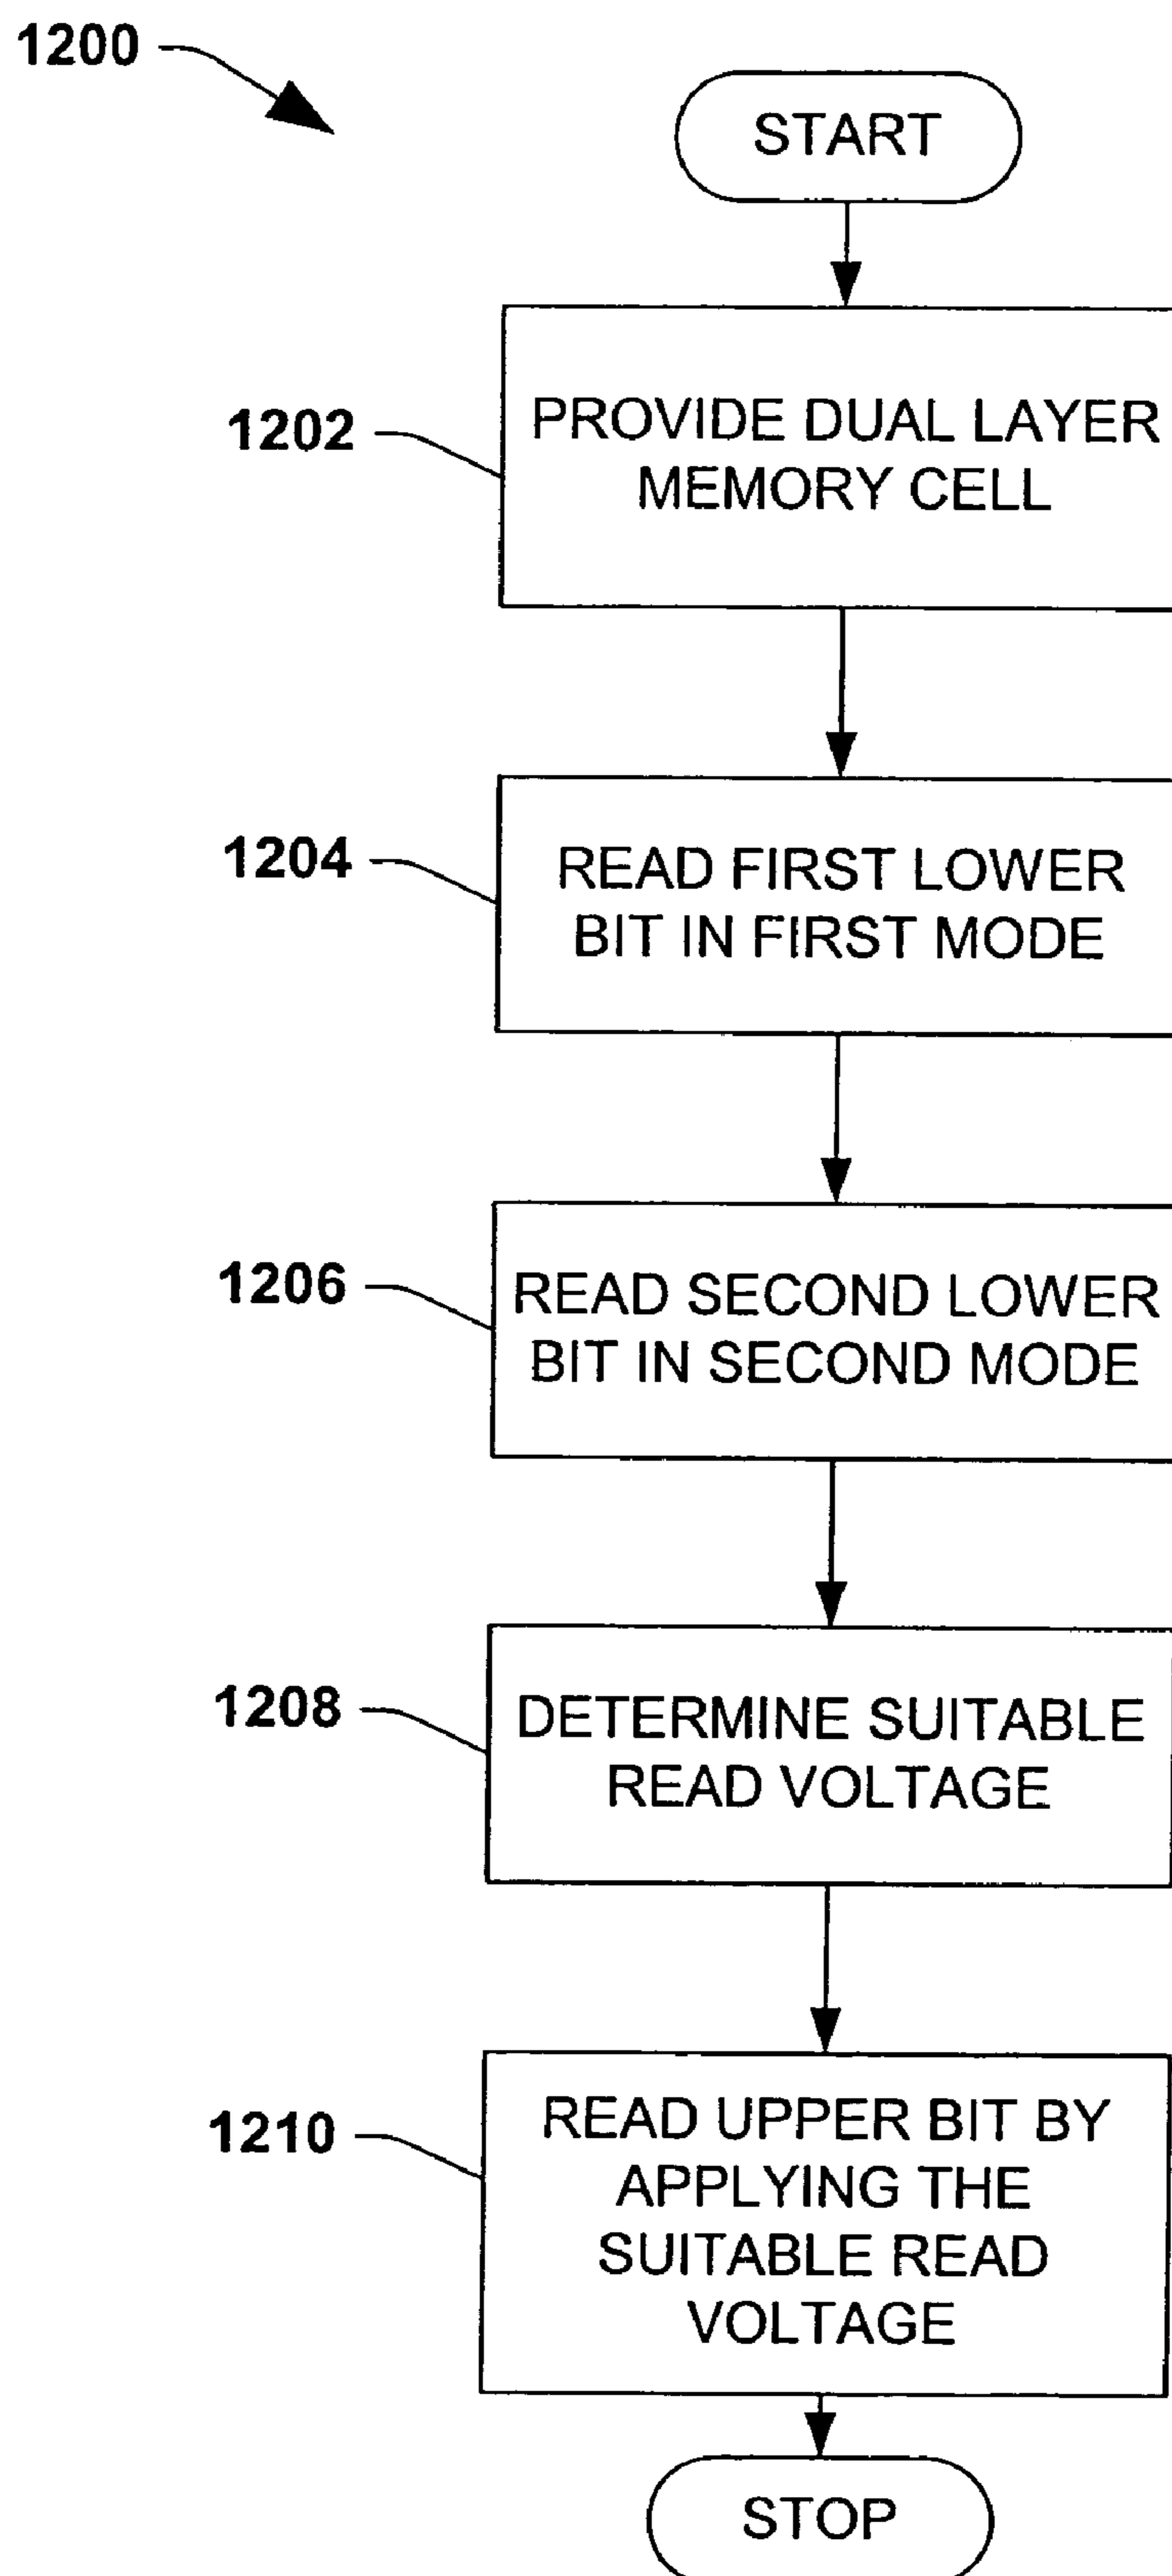 1200
START
1202
PROVIDE DUAL LAYER
MEMORY CELL
1204
READ FIRST LOWER
BIT IN FIRST MODE
1206
READ SECOND LOWER
BIT IN SECOND MODE
1208
DETERMINE SUITABLE
READ VOLTAGE
1210
READ UPPER BIT BY
APPLYING THE
SUITABLE READ
VOLTAGE
STOP